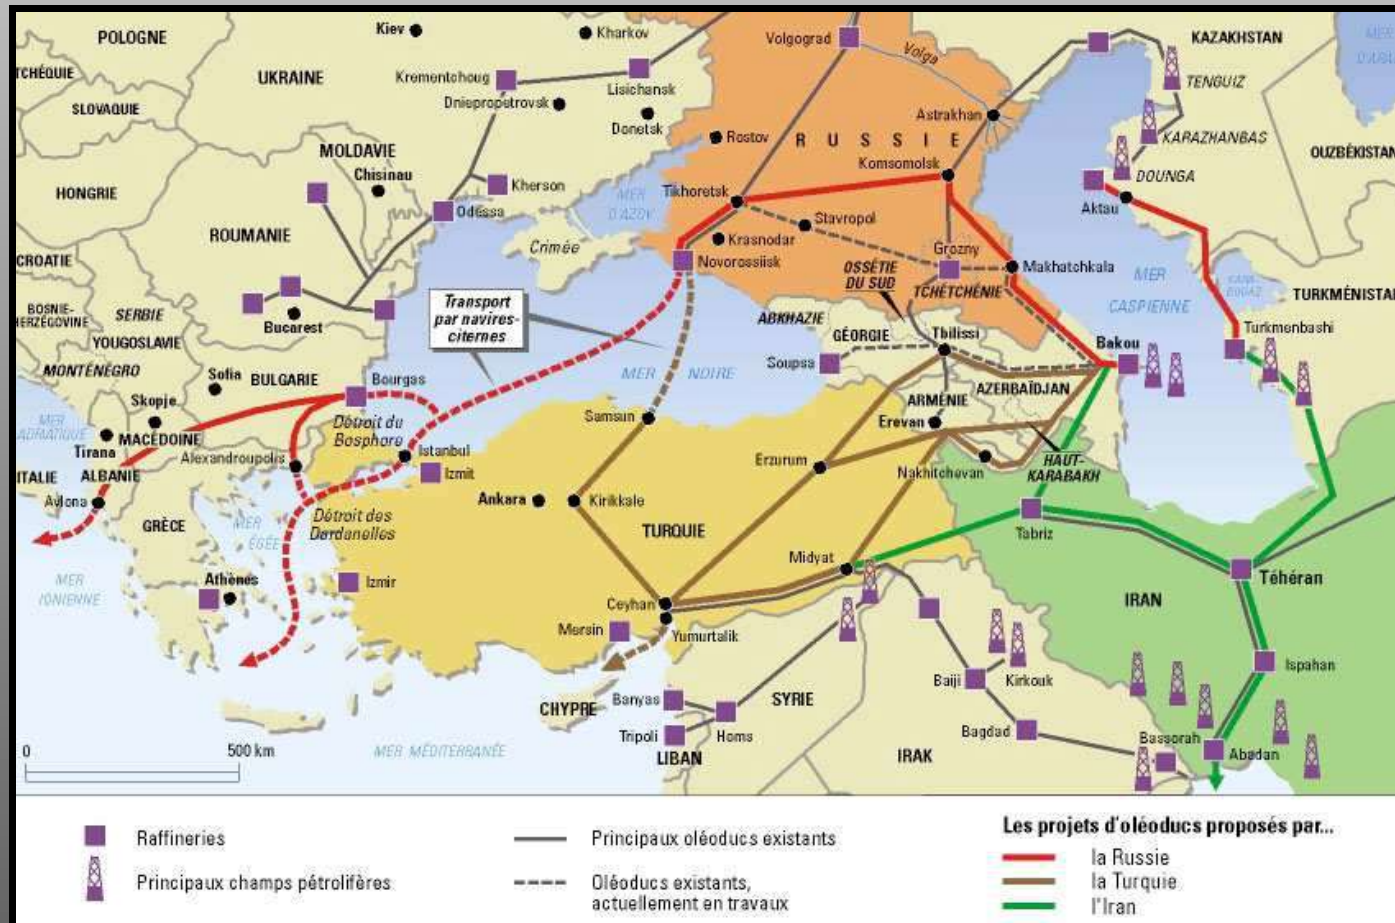 POLOGNE
Kiev
Kharkov
Volgograd
Volga
KAZAKHSTAN
MER
TCHÉQUIE
UKRAINE
Krementchoug
Lisichansk
TENGUIZ
SLOVAQUIE
Dniepropetrovsk
Donetsk
Astrakhan
Rostov
RUSSIE
KARAZHANBAS
MOLDAVIE
Chisinau
Komsomolsk
OUZBÉKISTAN
HONGRIE
Kherson
MER
D'AZOV
Tikhoretsk
DOUNGA
Aktau
Odessa
Stavropol
ROUMANIE
Crimée
Krasnodar
Grozny
CROATIE
Novorossiisk
OSSÉTIE
DU SUD
Makhatchkala
TCHÉTCHÉNIE
MER
CASPIENNE
TURKMÉNISTAN
BOSNIE-
HERZÉGOVINE
SERBIE
Bucarest
Transport
par navires-
citernes
ABKHAZIE
GÉORGIE
Tbilissi
Turkmenbashi
YOUGOSLAVIE
Bakou
MONTÉNÉGRO
Sofia
BULGARIE
Bourgas
Soupsa
MER NOIRE
AZERBAÏDJAN
Skopje
ARMÉNIE
MER
ADRIATIQUE
Détroit du
Bosphore
Samsun
Erevan
MACÉDOINE
Tirana
Istanbul
ITALIE
ALBANIE
Alexandroupolis
Izmit
Erzurum
Nakhitchevan
HAUT-
KARABAKH
Avlona
Ankara
Kirikkale
GRÈCE
MER
ÉGÉE
Détroit des
Dardanelles
TURQUIE
Tabriz
Midyat
MER
IONIENNE
Athènes
Izmir
Téhéran
Ceyhan
IRAN
Mersin
Yumurtalik
Ispahan
Banyas
SYRIE
Baiji
Kirkouk
CHYPRE
Tripoli
Homs
Bagdad
0
500 km
MER MÉDITERRANÉE
LIBAN
IRAK
Bassorah
Abadan
Raffineries
Principaux champs pétrolifères
Principaux oléoducs existants
Oléoducs existants,
actuellement en travaux
Les projets d'oléoducs proposés par...
la Russie
la Turquie
l'Iran